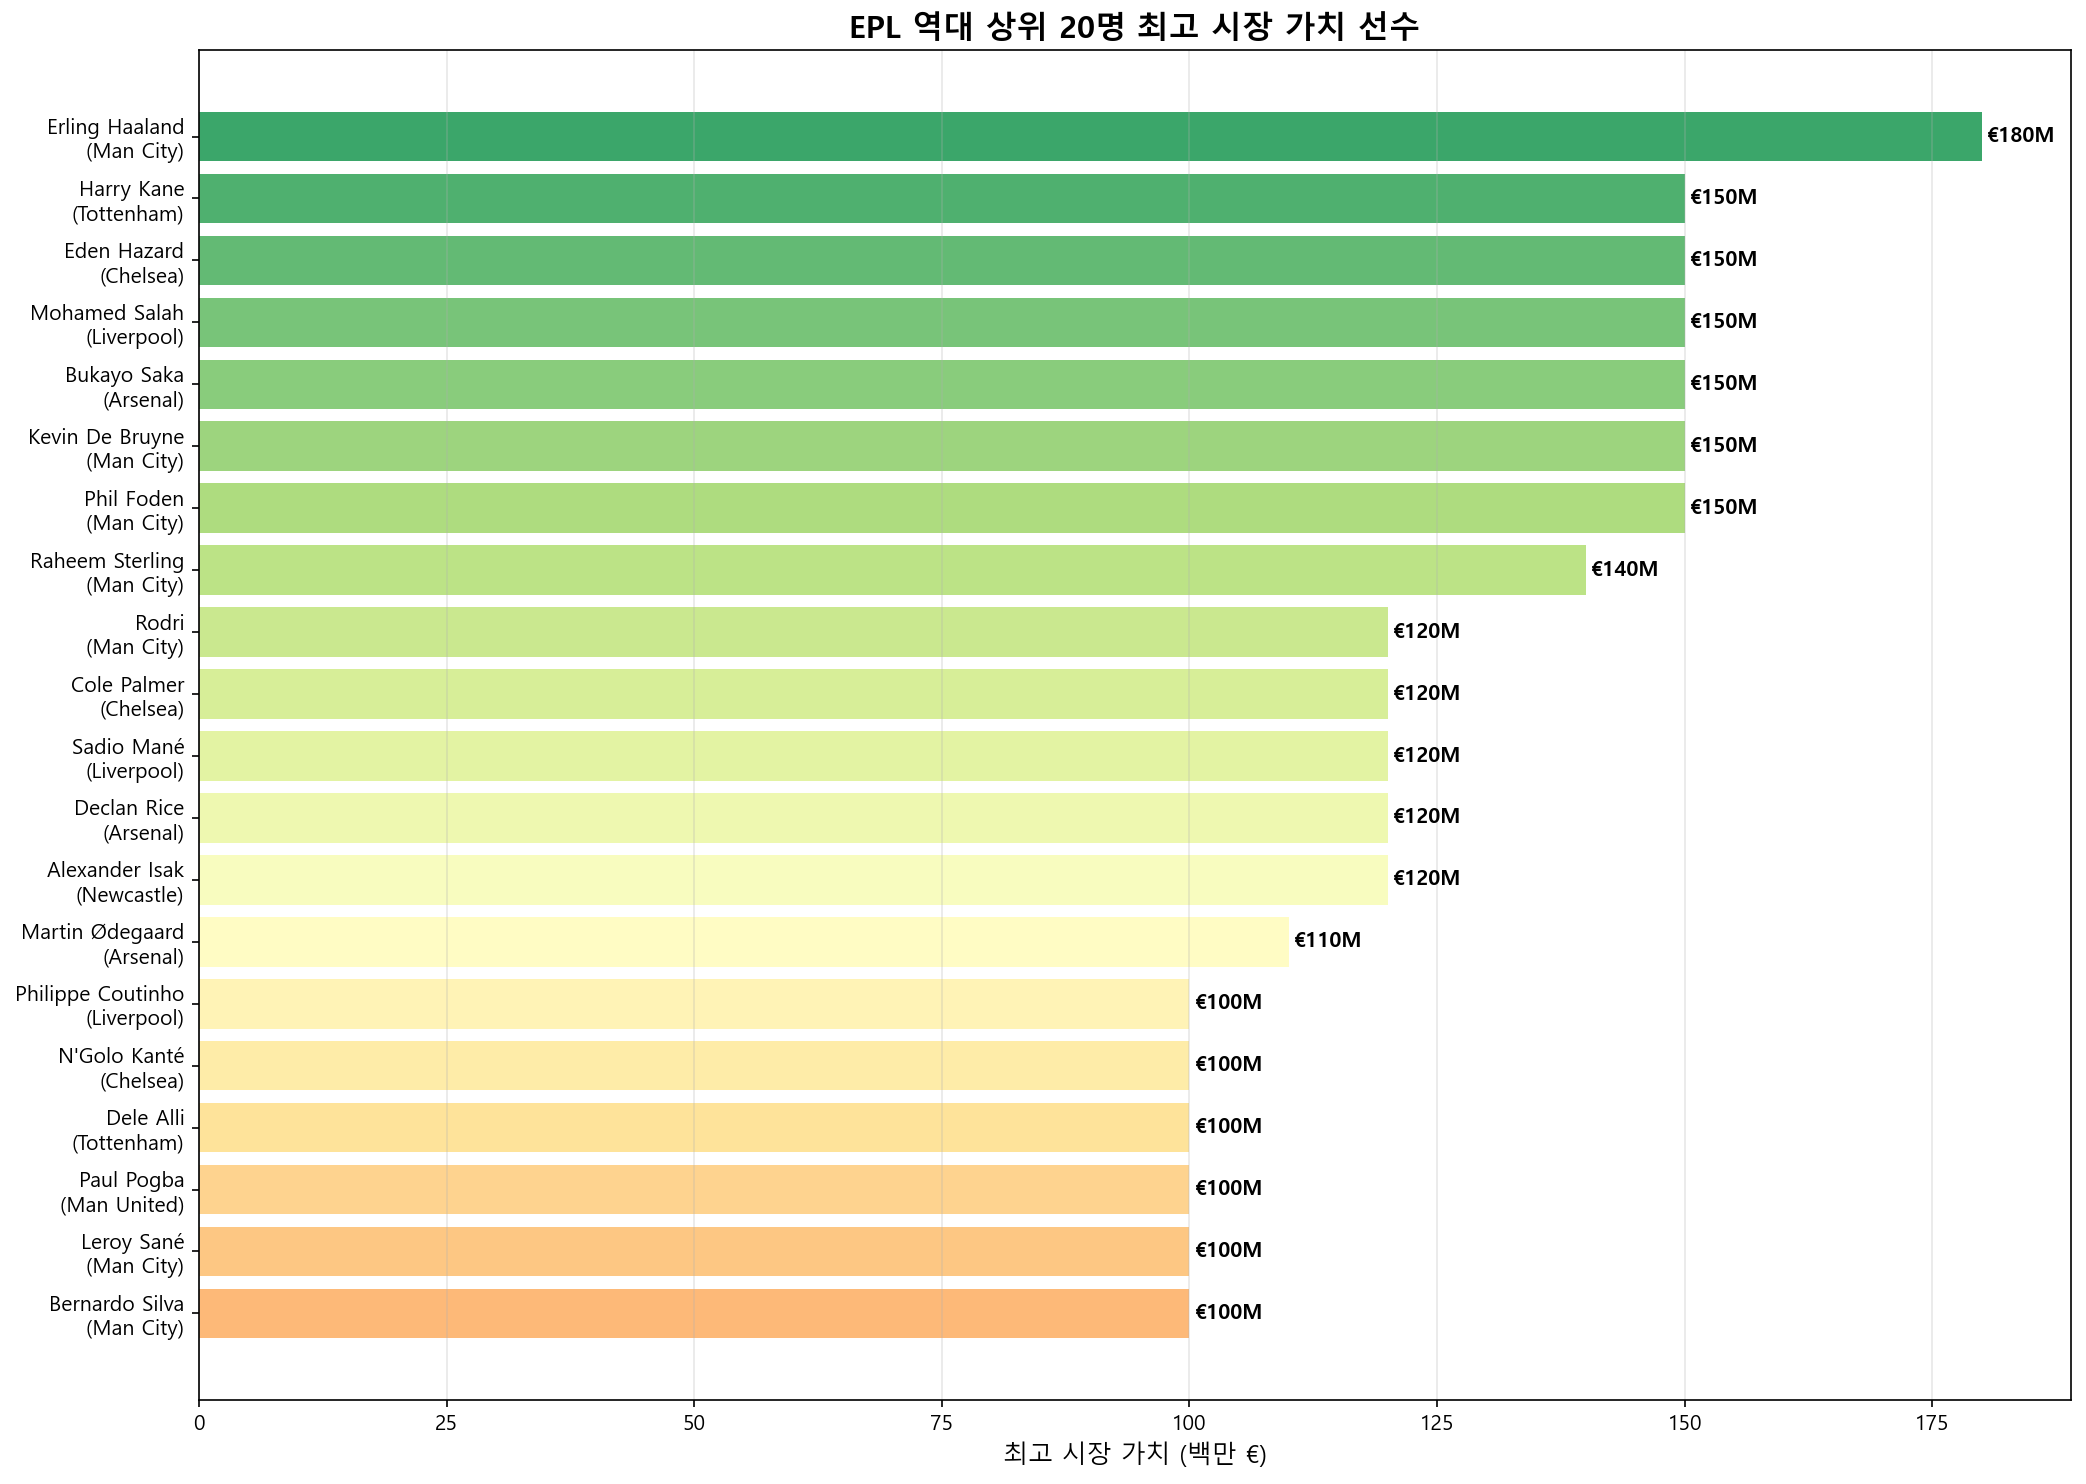 EPL 역대 상위 20명 최고 시장 가치 선수
Erling Haaland
(Man City)
€180M
Harry Kane
(Tottenham)
€150M
Eden Hazard
(Chelsea)
€150M
Mohamed Salah
(Liverpool)
€150M
Bukayo Saka
(Arsenal)
€150M
Kevin De Bruyne
(Man City)
€150M
Phil Foden
(Man City)
€150M
Raheem Sterling
(Man City)
€140M
Rodri
(Man City)
€120M
Cole Palmer
(Chelsea)
€120M
Sadio Mané
(Liverpool)
€120M
Declan Rice
(Arsenal)
€120M
Alexander Isak
(Newcastle)
€120M
Martin Ødegaard
(Arsenal)
€110M
Philippe Coutinho
(Liverpool)
€100M
N'Golo Kanté
(Chelsea)
€100M
Dele Alli
(Tottenham)
€100M
Paul Pogba
(Man United)
€100M
Leroy Sané
(Man City)
€100M
Bernardo Silva
(Man City)
€100M
0 25 50 75 100 125 150 175
최고 시장 가치 (백만 €)